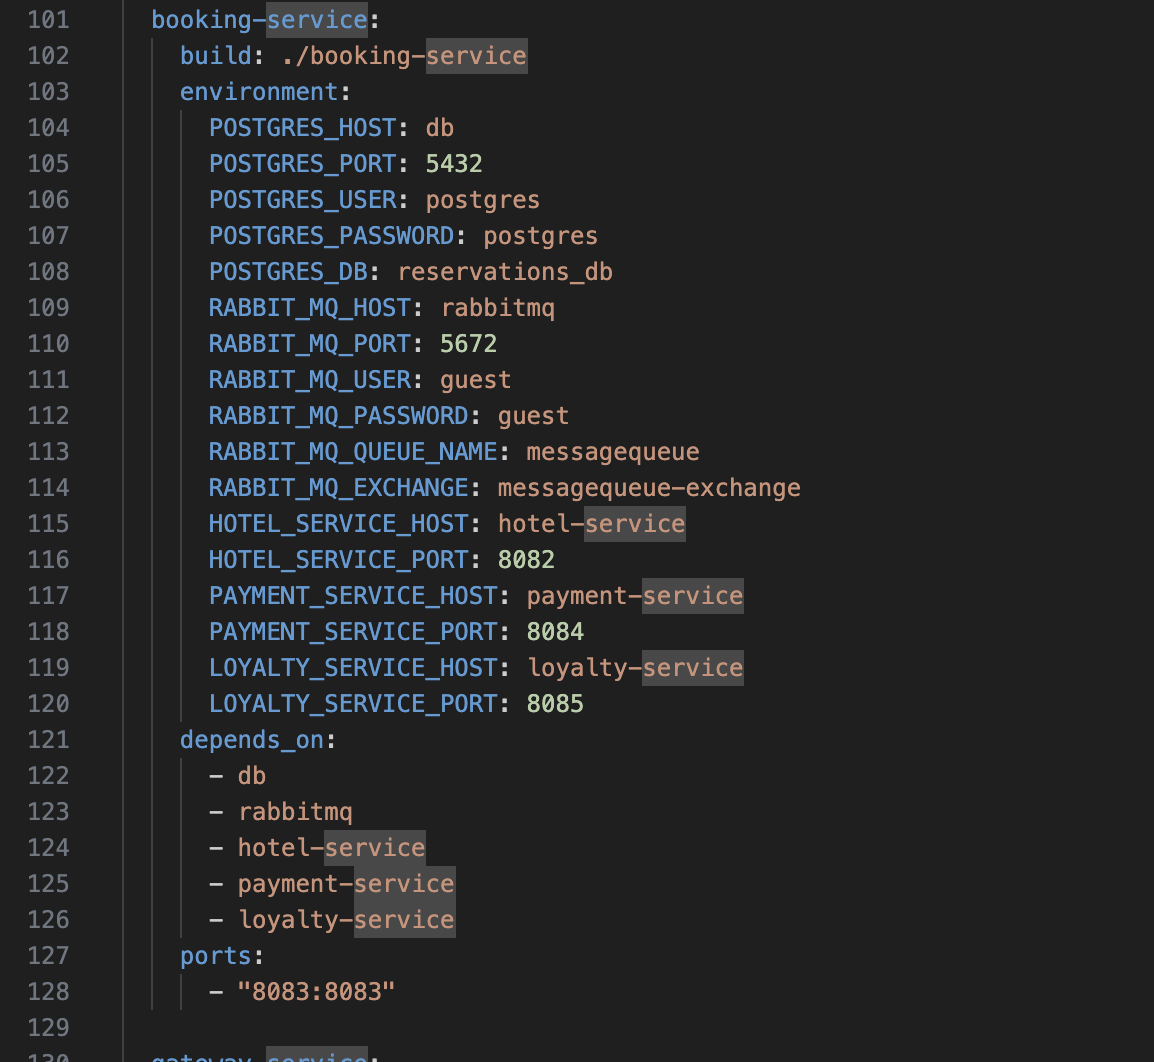 101 booking-service:
102 build: ./booking-service
103 environment:
104 POSTGRES_HOST: db
105 POSTGRES_PORT: 5432
106 POSTGRES_USER: postgres
107 POSTGRES_PASSWORD: postgres
108 POSTGRES_DB: reservations_db
109 RABBIT_MQ_HOST: rabbitmq
110 RABBIT_MQ_PORT: 5672
111 RABBIT_MQ_USER: guest
112 RABBIT_MQ_PASSWORD: guest
113 RABBIT_MQ_QUEUE_NAME: messagequeue
114 RABBIT_MQ_EXCHANGE: messagequeue-exchange
115 HOTEL_SERVICE_HOST: hotel-service
116 HOTEL_SERVICE_PORT: 8082
117 PAYMENT_SERVICE_HOST: payment-service
118 PAYMENT_SERVICE_PORT: 8084
119 LOYALTY_SERVICE_HOST: loyalty-service
120 LOYALTY_SERVICE_PORT: 8085
121 depends_on:
122 - db
123 - rabbitmq
124 - hotel-service
125 - payment-service
126 - loyalty-service
127 ports:
128 - "8083:8083"
129
130 gateway-service: